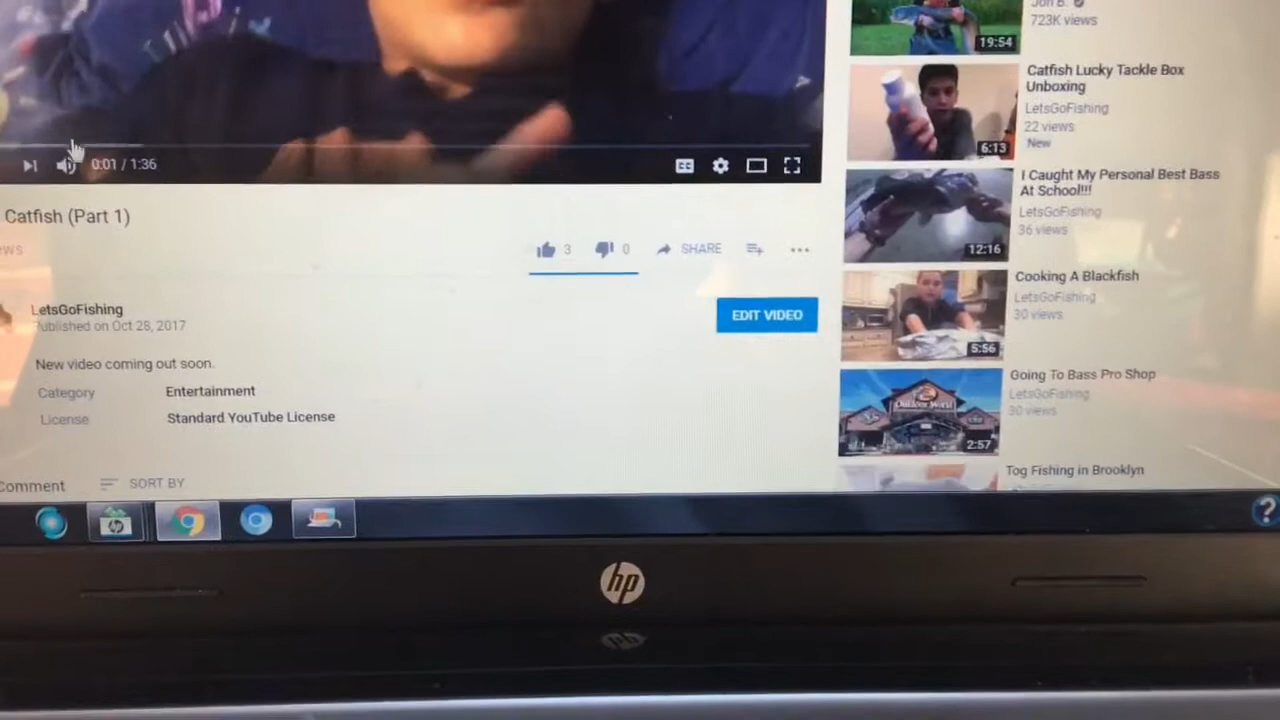 Jon B.
723K views
19:54
Catfish Lucky Tackle Box
Unboxing
LetsGoFishing
22 views
New
6:13
I Caught My Personal Best Bass
At School!!!
LetsGoFishing
36 views
12:16
Cooking A Blackfish
LetsGoFishing
30 views
5:56
Going To Bass Pro Shop
LetsGoFishing
30 views
2:57
Tog Fishing in Brooklyn
0:01 / 1:36
CC
Catfish (Part 1)
3 0 SHARE
LetsGoFishing
Published on Oct 28, 2017
EDIT VIDEO
New video coming out soon.
Category Entertainment
License Standard YouTube License
Comment SORT BY
hp
?
hp